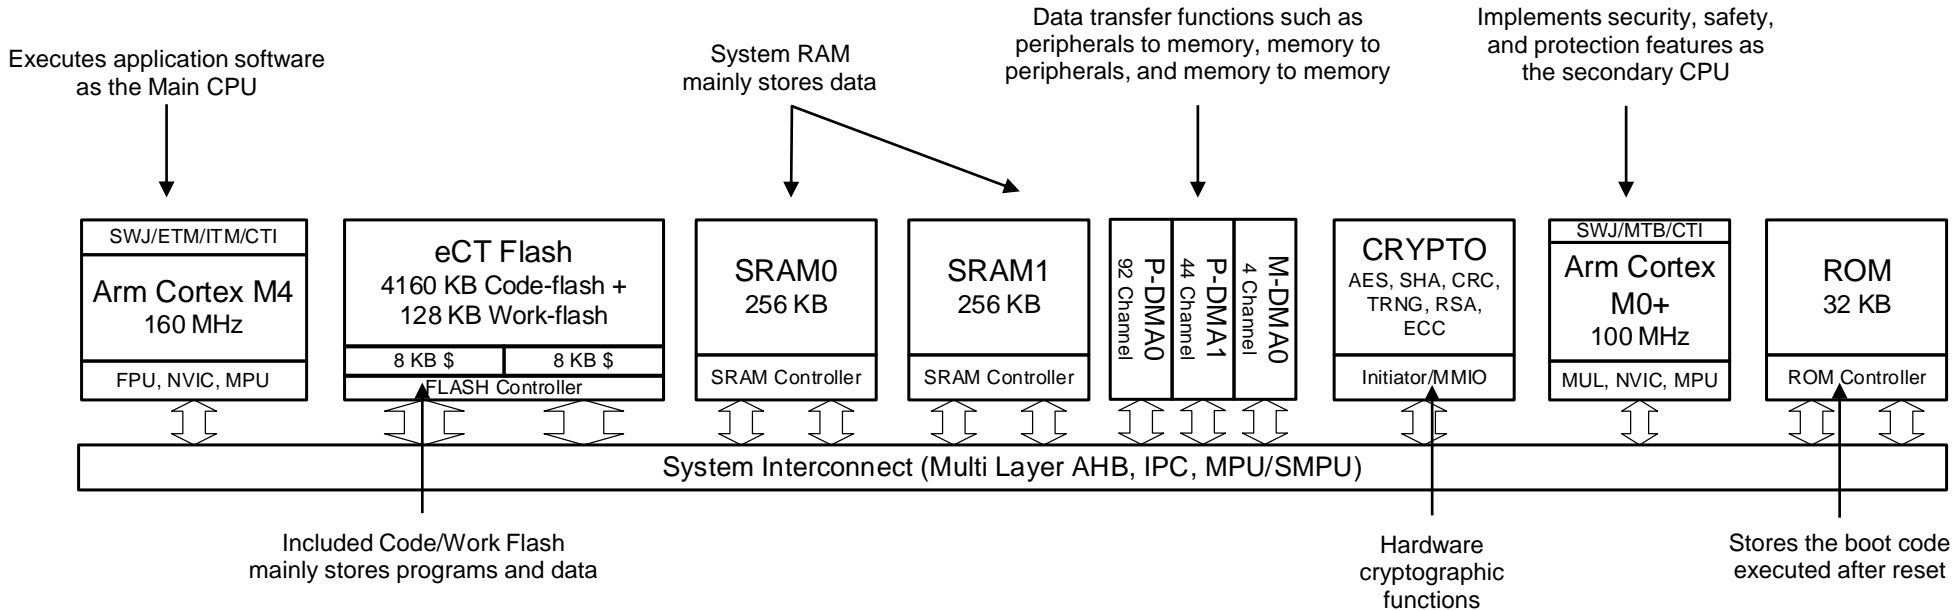 Executes application software
as the Main CPU
System RAM
mainly stores data
Data transfer functions such as
peripherals to memory, memory to
peripherals, and memory to memory
Implements security, safety,
and protection features as
the secondary CPU
SWJ/ETM/ITM/CTI
Arm Cortex M4
160 MHz
FPU, NVIC, MPU
eCT Flash
4160 KB Code-flash +
128 KB Work-flash
8 KB $
8 KB $
FLASH Controller
SRAM0
256 KB
SRAM Controller
SRAM1
256 KB
SRAM Controller
P-DMA0
92 Channel
P-DMA1
44 Channel
M-DMA0
4 Channel
CRYPTO
AES, SHA, CRC,
TRNG, RSA,
ECC
Initiator/MMIO
SWJ/MTB/CTI
Arm Cortex
M0+
100 MHz
MUL, NVIC, MPU
ROM
32 KB
ROM Controller
System Interconnect (Multi Layer AHB, IPC, MPU/SMPU)
Included Code/Work Flash
mainly stores programs and data
Hardware
cryptographic
functions
Stores the boot code
executed after reset